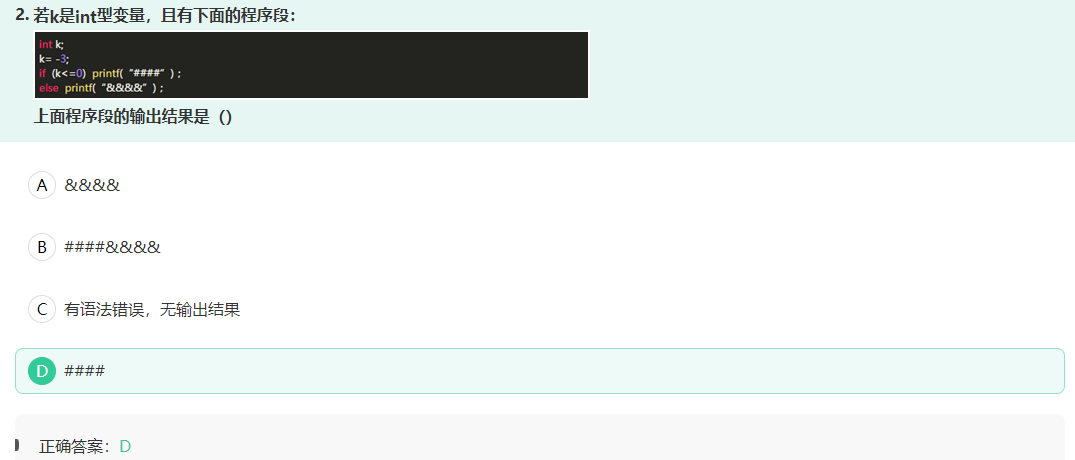 2. 若k是int型变量，且有下面的程序段：
int k;
k= -3;
if (k<=0) printf( “####” ) ;
else printf( “&&&&” ) ;
上面程序段的输出结果是（）
A &&&&
B ####&&&&
C 有语法错误，无输出结果
D ####
正确答案：D